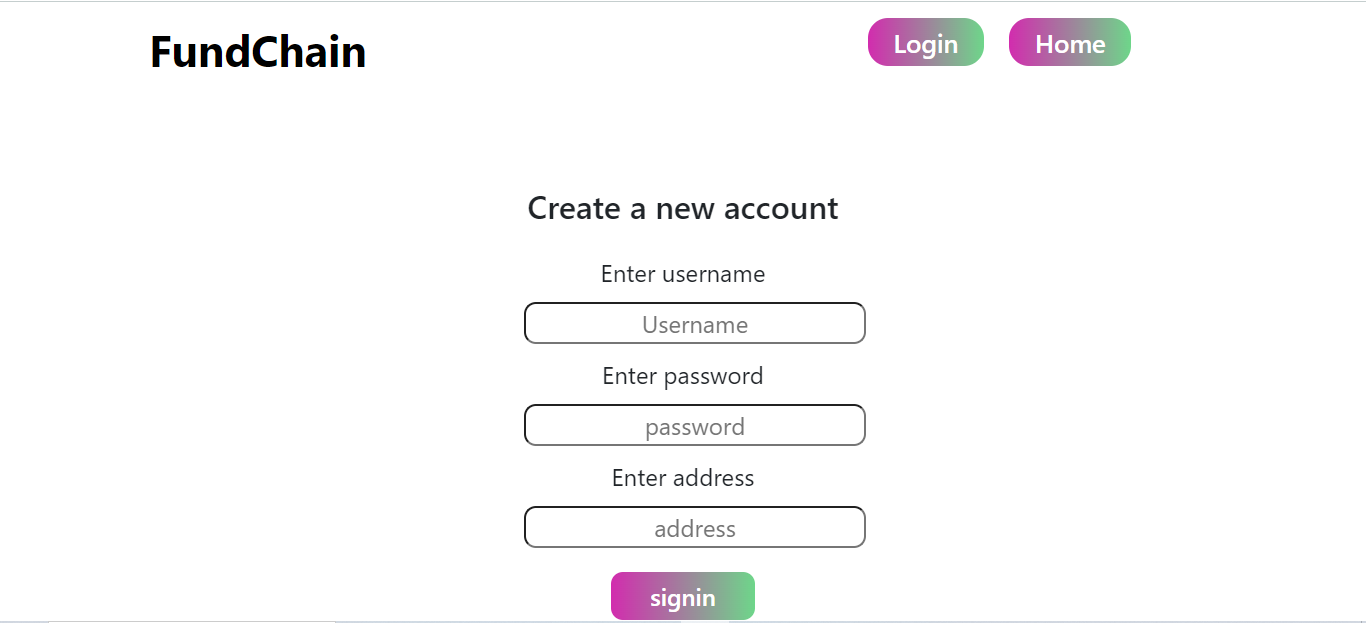 FundChain
Login Home
Create a new account
Enter username
Username
Enter password
password
Enter address
address
signin